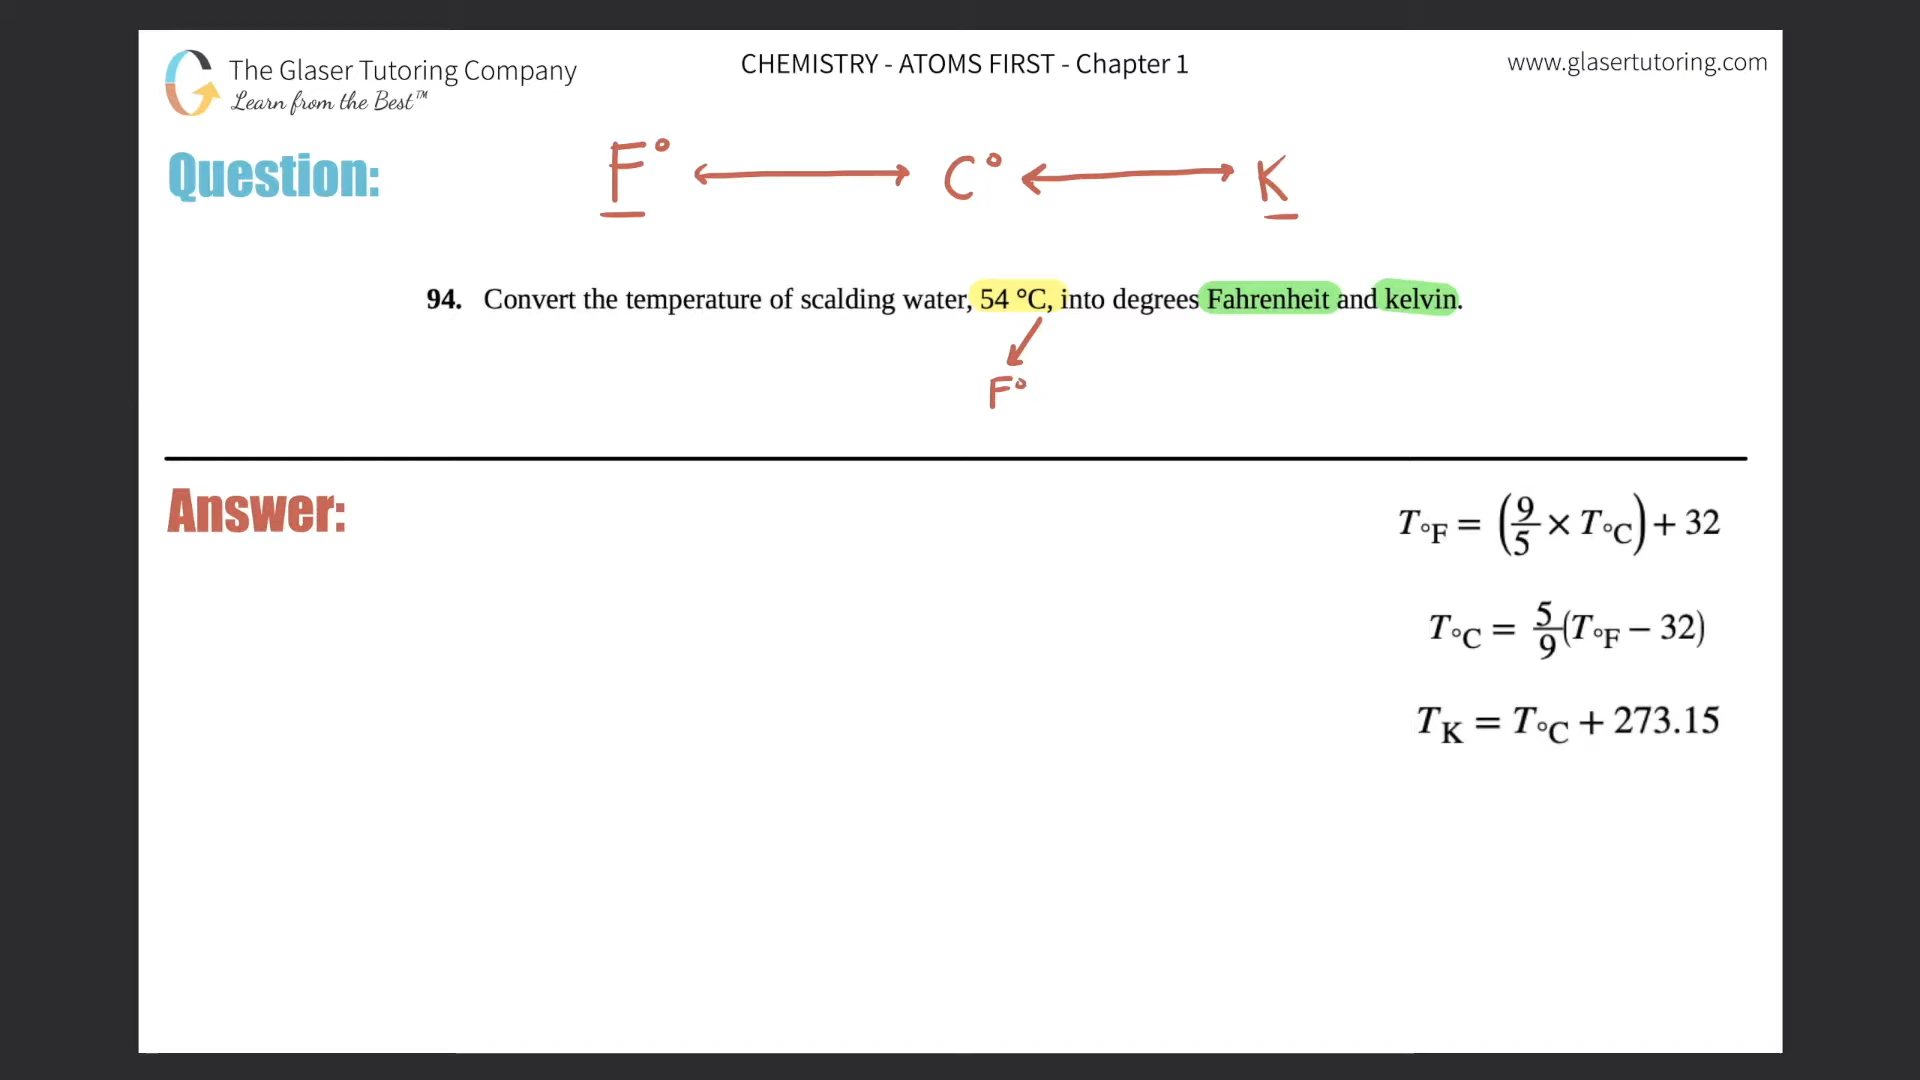 The Glaser Tutoring Company
Learn from the Best™
CHEMISTRY - ATOMS FIRST - Chapter 1
www.glasertutoring.com
Question:
F° ⟷ C° ⟷ K
94. Convert the temperature of scalding water, 54 °C, into degrees Fahrenheit and kelvin.
F°
Answer:
T°F = (9/5 × T°C) + 32
T°C = 5/9(T°F − 32)
TK = T°C + 273.15